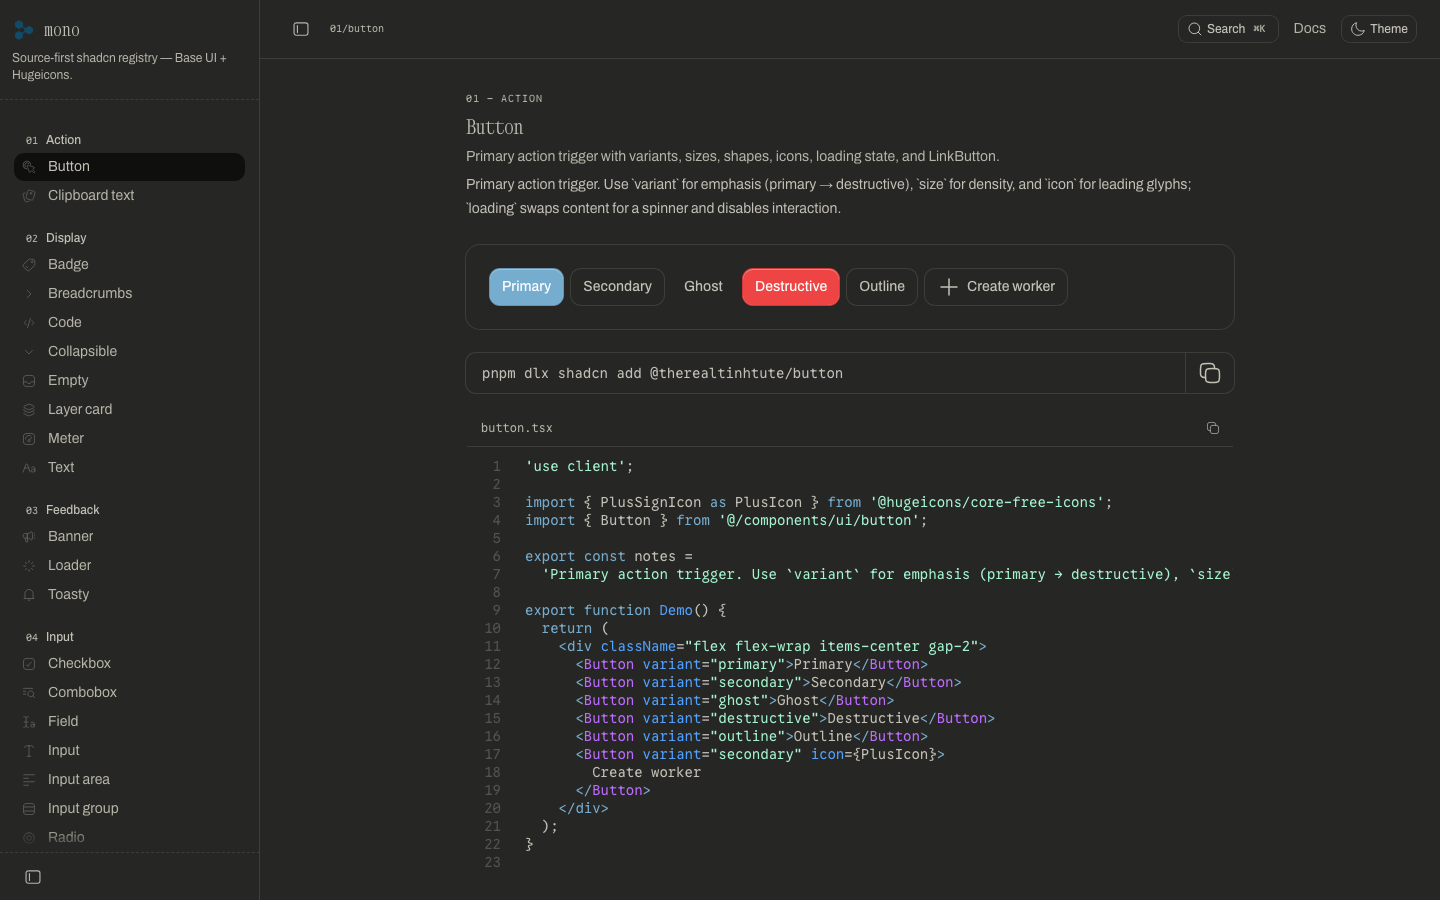 mono
Source-first shadcn registry — Base UI +
Hugeicons.
01 Action
Button
Clipboard text
02 Display
Badge
Breadcrumbs
Code
Collapsible
Empty
Layer card
Meter
Text
03 Feedback
Banner
Loader
Toasty
04 Input
Checkbox
Combobox
Field
Input
Input area
Input group
Radio
01/button
Search ⌘K
Docs
Theme
01 — ACTION
Button
Primary action trigger with variants, sizes, shapes, icons, loading state, and LinkButton.
Primary action trigger. Use `variant` for emphasis (primary → destructive), `size` for density, and `icon` for leading glyphs;
`loading` swaps content for a spinner and disables interaction.
Primary Secondary Ghost Destructive Outline Create worker
pnpm dlx shadcn add @therealtinhtute/button
button.tsx
1 'use client';
2
3 import { PlusSignIcon as PlusIcon } from '@hugeicons/core-free-icons';
4 import { Button } from '@/components/ui/button';
5
6 export const notes =
7 'Primary action trigger. Use `variant` for emphasis (primary → destructive), `size
8
9 export function Demo() {
10 return (
11 <div className="flex flex-wrap items-center gap-2">
12 <Button variant="primary">Primary</Button>
13 <Button variant="secondary">Secondary</Button>
14 <Button variant="ghost">Ghost</Button>
15 <Button variant="destructive">Destructive</Button>
16 <Button variant="outline">Outline</Button>
17 <Button variant="secondary" icon={PlusIcon}>
18 Create worker
19 </Button>
20 </div>
21 );
22 }
23